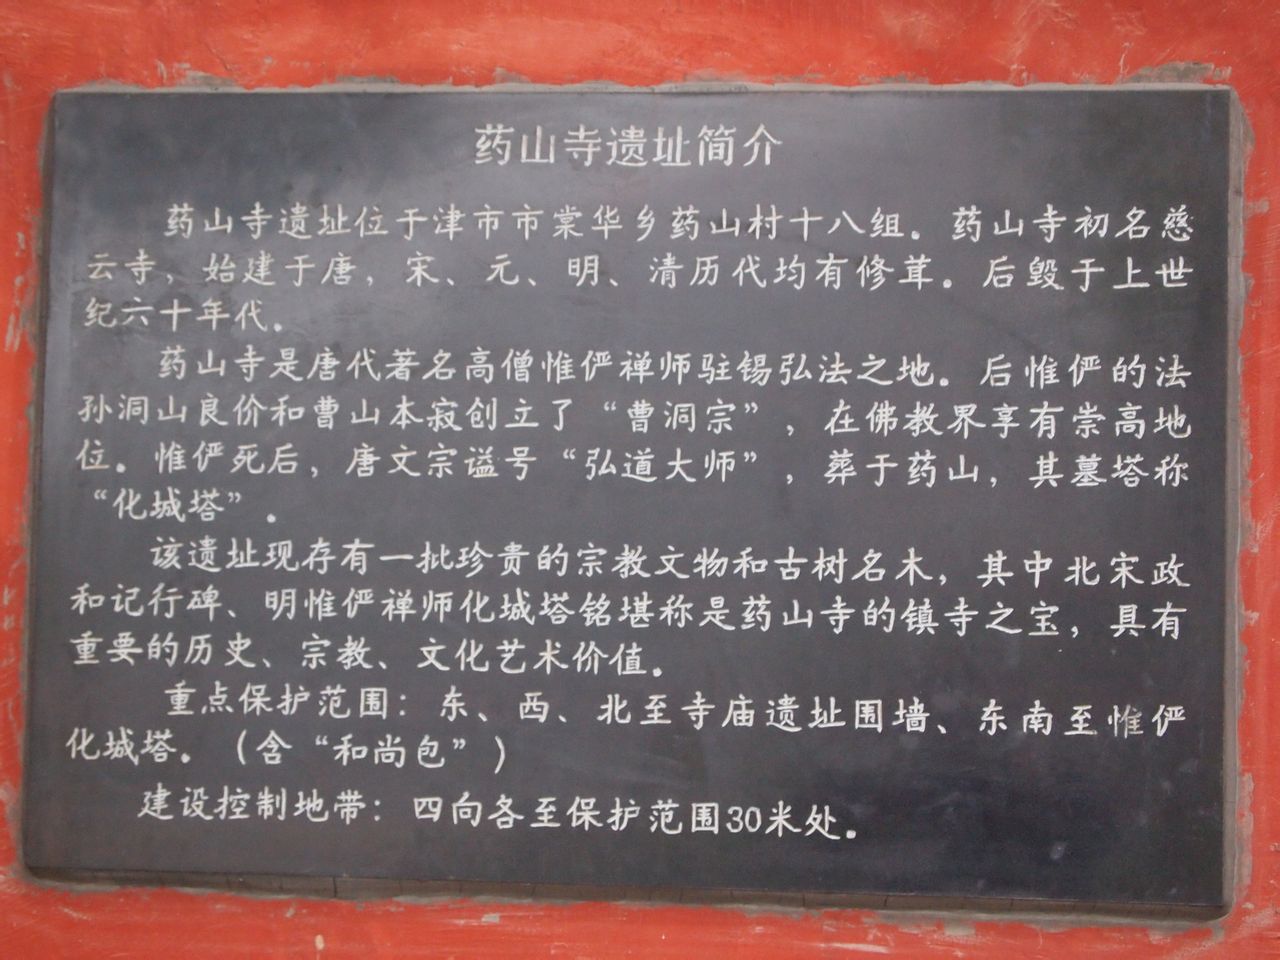 药山寺遗址简介
药山寺遗址位于津市市棠华乡药山村十八组。药山寺初名慈
云寺，始建于唐，宋、元、明、清历代均有修茸。后毁于上世
纪六十年代。
药山寺是唐代著名高僧惟俨禅师驻锡弘法之地。后惟俨的法
孙洞山良价和曹山本寂创立了“曹洞宗”，在佛教界享有崇高地
位。惟俨死后，唐文宗谥号“弘道大师”，葬于药山，其墓塔称
“化城塔”.
该遗址现存有一批珍贵的宗教文物和古树名木，其中北宋政
和记行碑、明惟俨禅师化城塔铭堪称是药山寺的镇寺之宝，具有
重要的历史、宗教、文化艺术价值。
重点保护范围：东、西、北至寺庙遗址围墙、东南至惟俨
化城塔。（含“和尚包”）
建设控制地带：四向各至保护范围30米处。